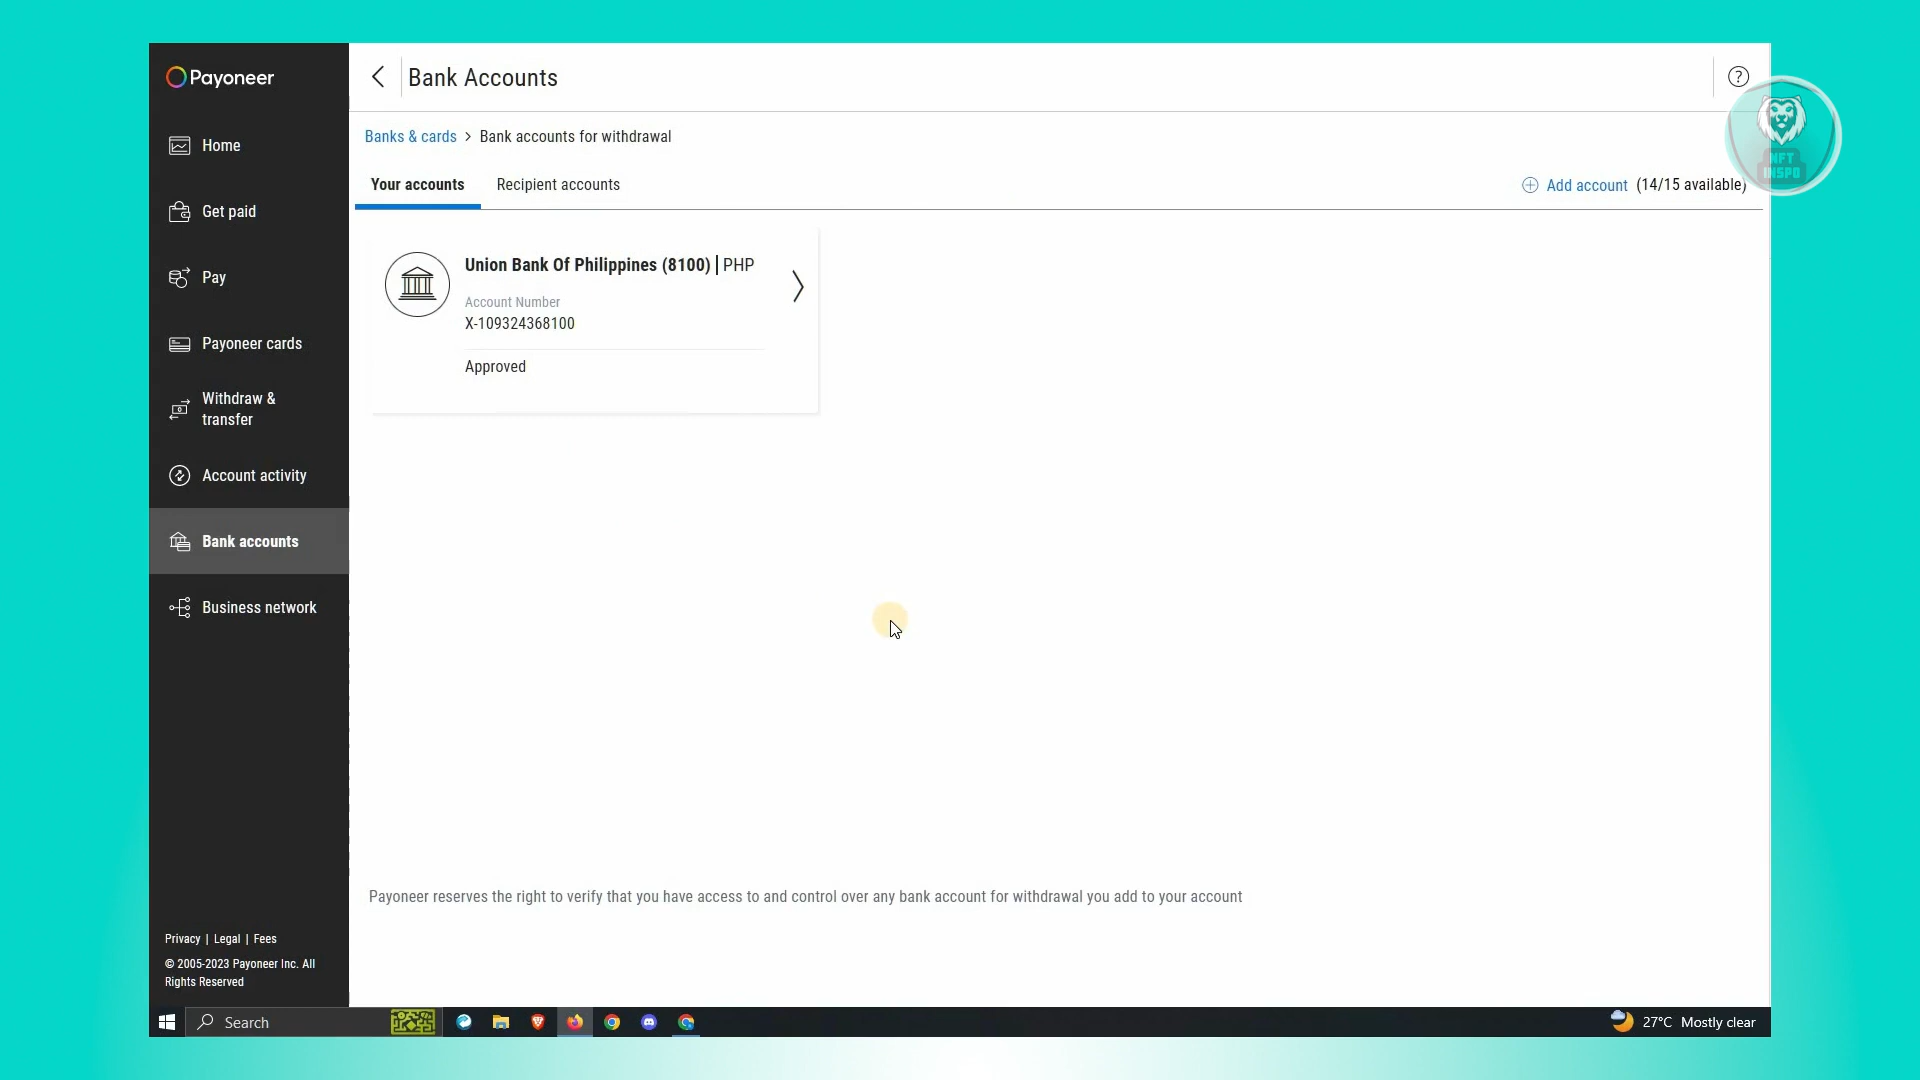 Payoneer
Bank Accounts
?
Banks & cards > Bank accounts for withdrawal
Home
Your accounts
Recipient accounts
Add account (14/15 available)
NFT
INSPO
Get paid
Union Bank Of Philippines (8100) | PHP
Account Number
X-109324368100
Approved
Pay
Payoneer cards
Withdraw &
transfer
Account activity
Bank accounts
Business network
Payoneer reserves the right to verify that you have access to and control over any bank account for withdrawal you add to your account
Privacy | Legal | Fees
© 2005-2023 Payoneer Inc. All
Rights Reserved
Search
27°C Mostly clear